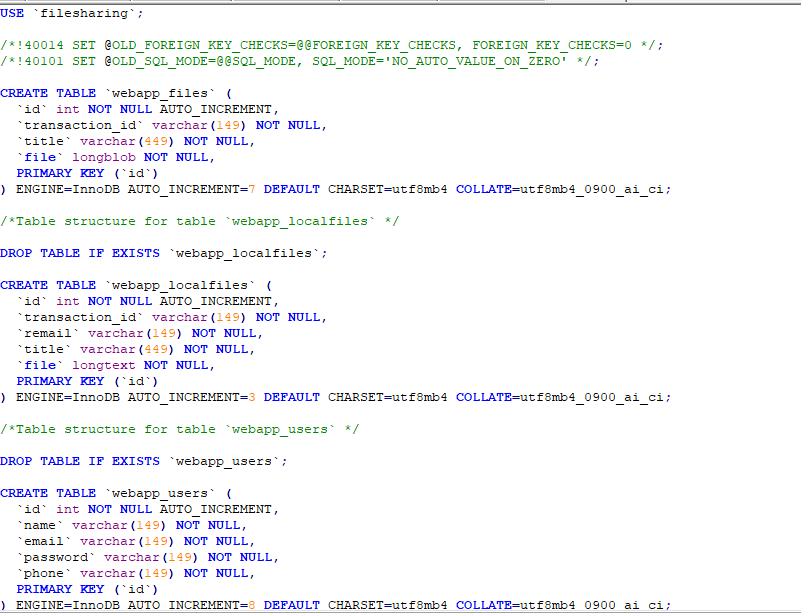 USE `filesharing`;
/*!40014 SET @OLD_FOREIGN_KEY_CHECKS=@@FOREIGN_KEY_CHECKS, FOREIGN_KEY_CHECKS=0 */;
/*!40101 SET @OLD_SQL_MODE=@@SQL_MODE, SQL_MODE='NO_AUTO_VALUE_ON_ZERO' */;
CREATE TABLE `webapp_files` (
  `id` int NOT NULL AUTO_INCREMENT,
  `transaction_id` varchar(149) NOT NULL,
  `title` varchar(449) NOT NULL,
  `file` longblob NOT NULL,
  PRIMARY KEY (`id`)
) ENGINE=InnoDB AUTO_INCREMENT=7 DEFAULT CHARSET=utf8mb4 COLLATE=utf8mb4_0900_ai_ci;
/*Table structure for table `webapp_localfiles` */
DROP TABLE IF EXISTS `webapp_localfiles`;
CREATE TABLE `webapp_localfiles` (
  `id` int NOT NULL AUTO_INCREMENT,
  `transaction_id` varchar(149) NOT NULL,
  `remail` varchar(149) NOT NULL,
  `title` varchar(449) NOT NULL,
  `file` longtext NOT NULL,
  PRIMARY KEY (`id`)
) ENGINE=InnoDB AUTO_INCREMENT=3 DEFAULT CHARSET=utf8mb4 COLLATE=utf8mb4_0900_ai_ci;
/*Table structure for table `webapp_users` */
DROP TABLE IF EXISTS `webapp_users`;
CREATE TABLE `webapp_users` (
  `id` int NOT NULL AUTO_INCREMENT,
  `name` varchar(149) NOT NULL,
  `email` varchar(149) NOT NULL,
  `password` varchar(149) NOT NULL,
  `phone` varchar(149) NOT NULL,
  PRIMARY KEY (`id`)
) ENGINE=InnoDB AUTO_INCREMENT=8 DEFAULT CHARSET=utf8mb4 COLLATE=utf8mb4_0900_ai_ci;